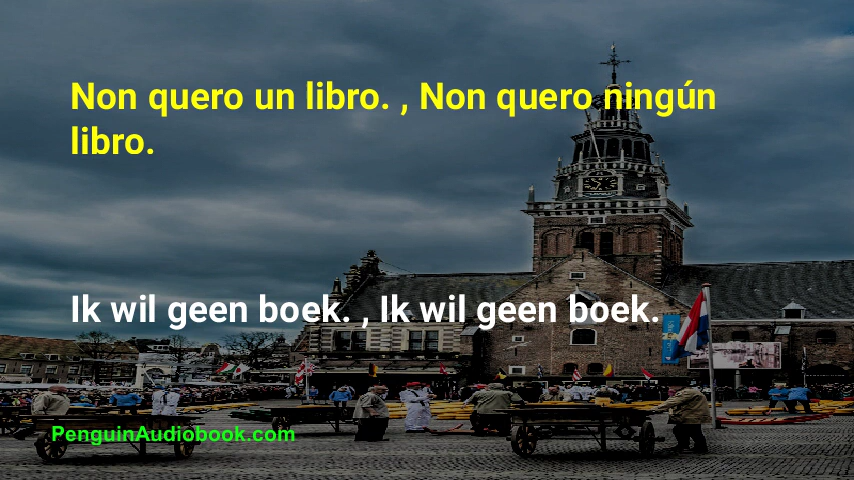 Non quero un libro. , Non quero ningún
libro.
Ik wil geen boek. , Ik wil geen boek.
PenguinAudiobook.com